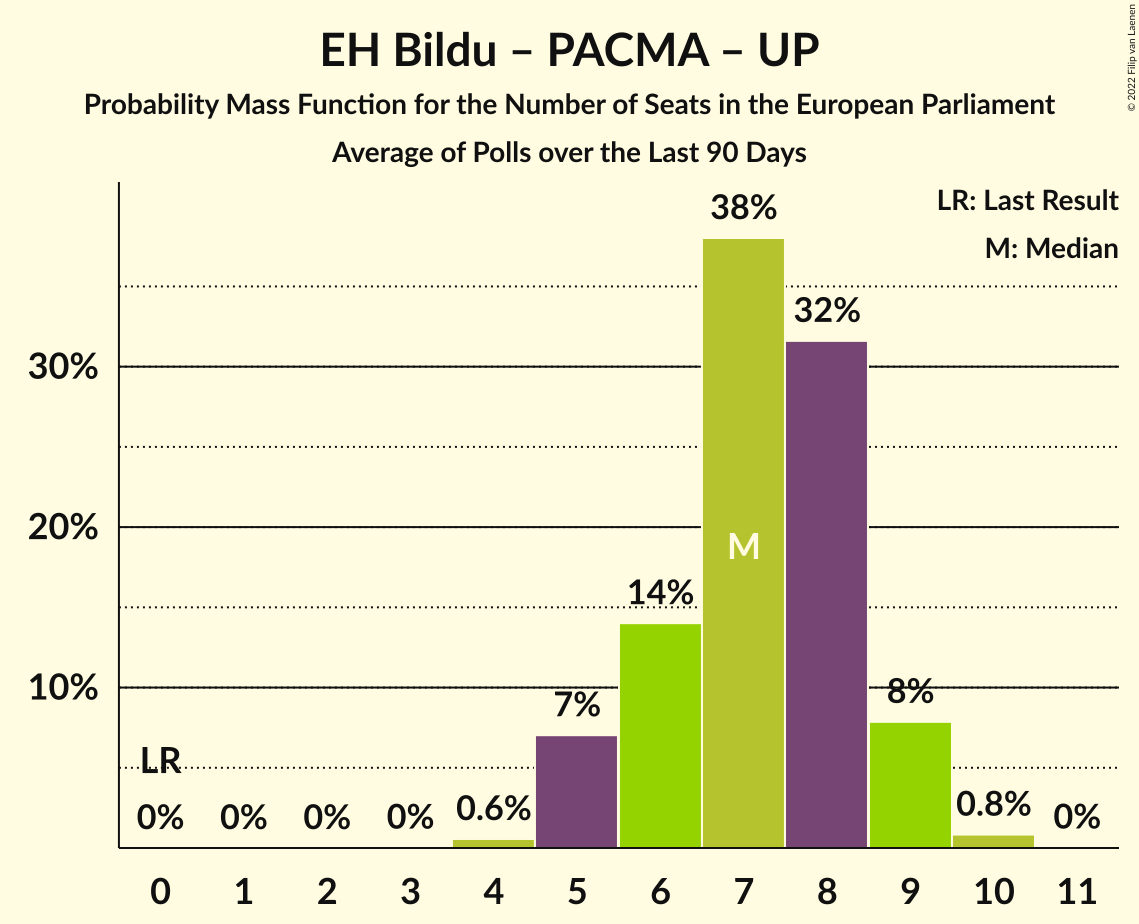 EH Bildu – PACMA – UP
Probability Mass Function for the Number of Seats in the European Parliament
Average of Polls over the Last 90 Days
© 2022 Filip van Laenen
LR: Last Result
M: Median
38%
32%
30%
M
20%
14%
10%
7%
8%
LR
0%
0%
0%
0%
0.6%
0.8%
0%
0 1 2 3 4 5 6 7 8 9 10 11